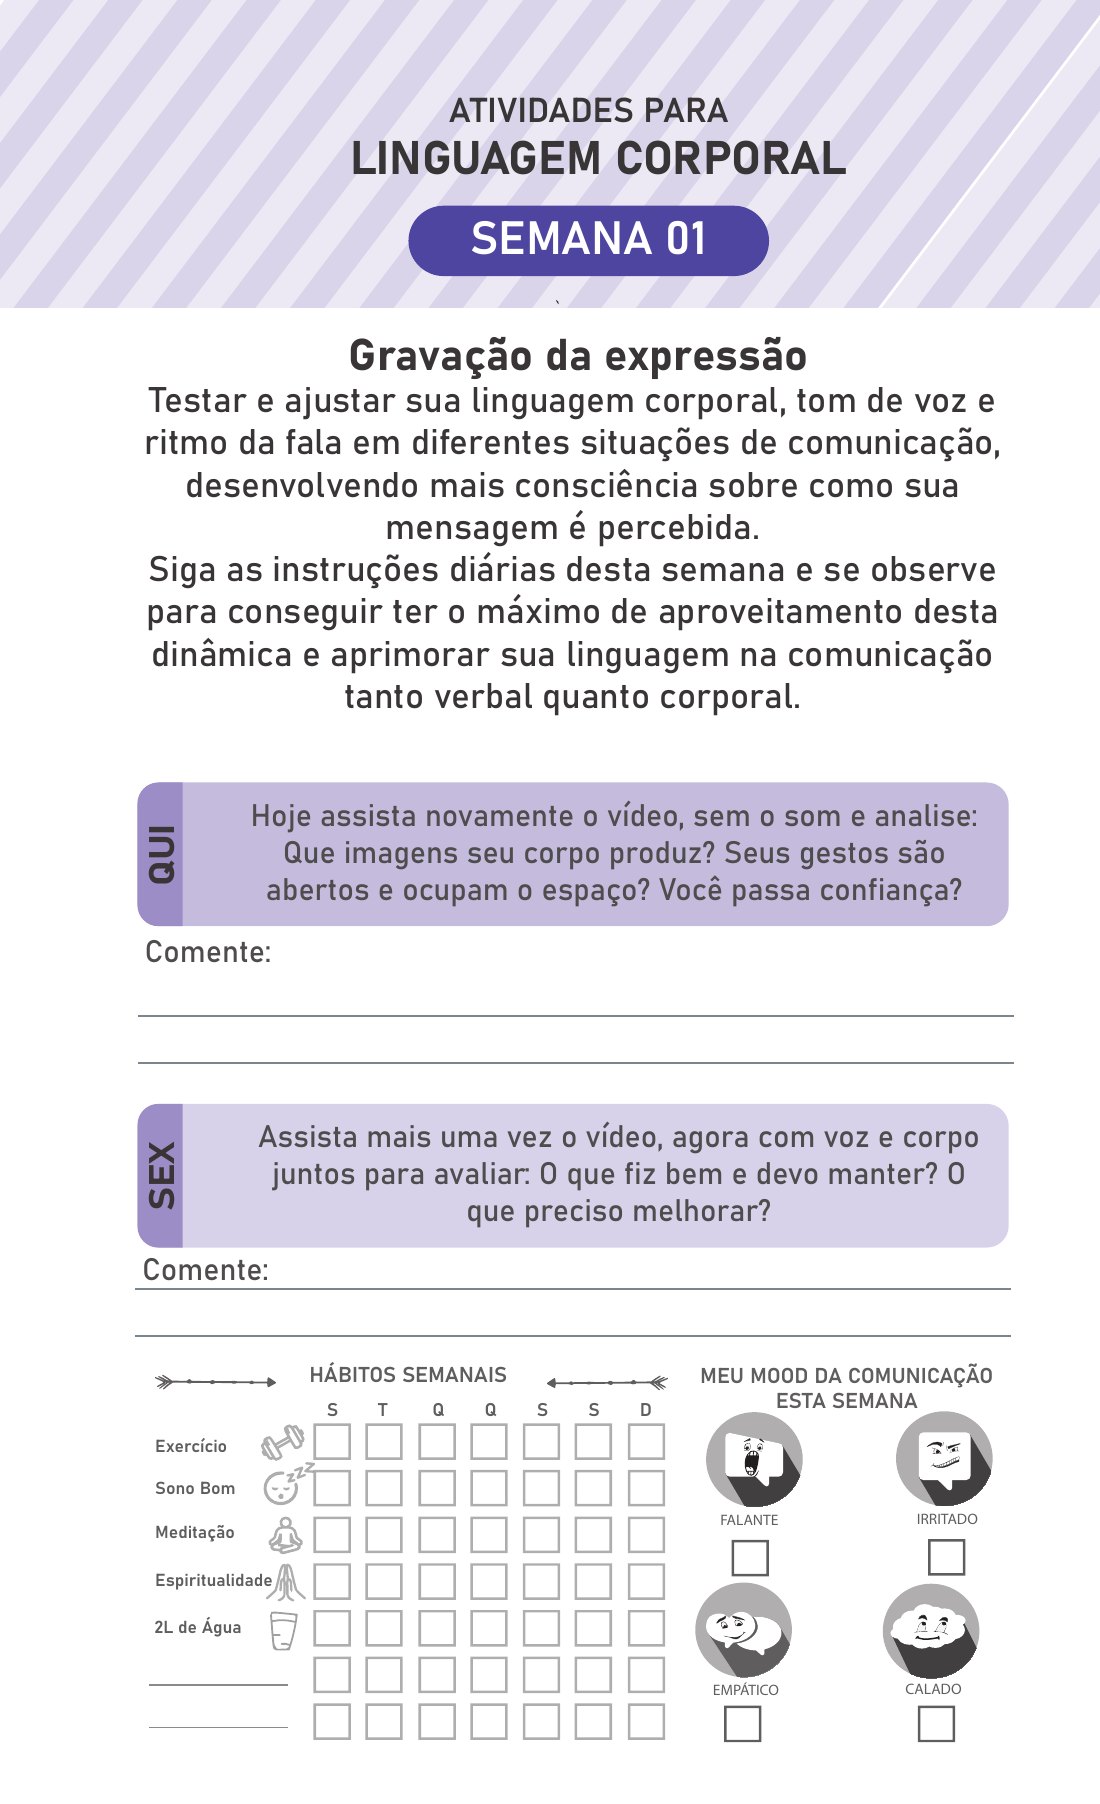 ATIVIDADES PARA
LINGUAGEM CORPORAL
SEMANA 01
Gravação da expressão
Testar e ajustar sua linguagem corporal, tom de voz e
ritmo da fala em diferentes situações de comunicação,
desenvolvendo mais consciência sobre como sua
mensagem é percebida.
Siga as instruções diárias desta semana e se observe
para conseguir ter o máximo de aproveitamento desta
dinâmica e aprimorar sua linguagem na comunicação
tanto verbal quanto corporal.
QUI
Hoje assista novamente o vídeo, sem o som e analise:
Que imagens seu corpo produz? Seus gestos são
abertos e ocupam o espaço? Você passa confiança?
Comente:
SEX
Assista mais uma vez o vídeo, agora com voz e corpo
juntos para avaliar: O que fiz bem e devo manter? O
que preciso melhorar?
Comente:
HÁBITOS SEMANAIS
S T Q Q S S D
Exercício
Sono Bom
zzzz
Meditação
Espiritualidade
2L de Água
MEU MOOD DA COMUNICAÇÃO
ESTA SEMANA
FALANTE
IRRITADO
EMPÁTICO
CALADO